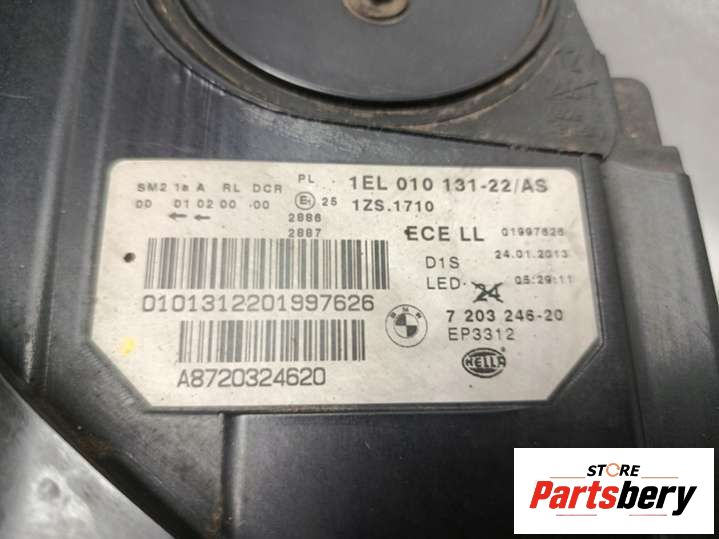 SM2 1a A RL DCR PL 1EL 010 131-22/AS
00 01 0200 00 E1 25 1ZS.1710
2886
2887
ECE LL 01997626
D1S 24.01.2013
LED 24 05:29:11
0101312201997626
BMW 7 203 246-20
EP3312
A8720324620
HELLA
STORE
Partsbery